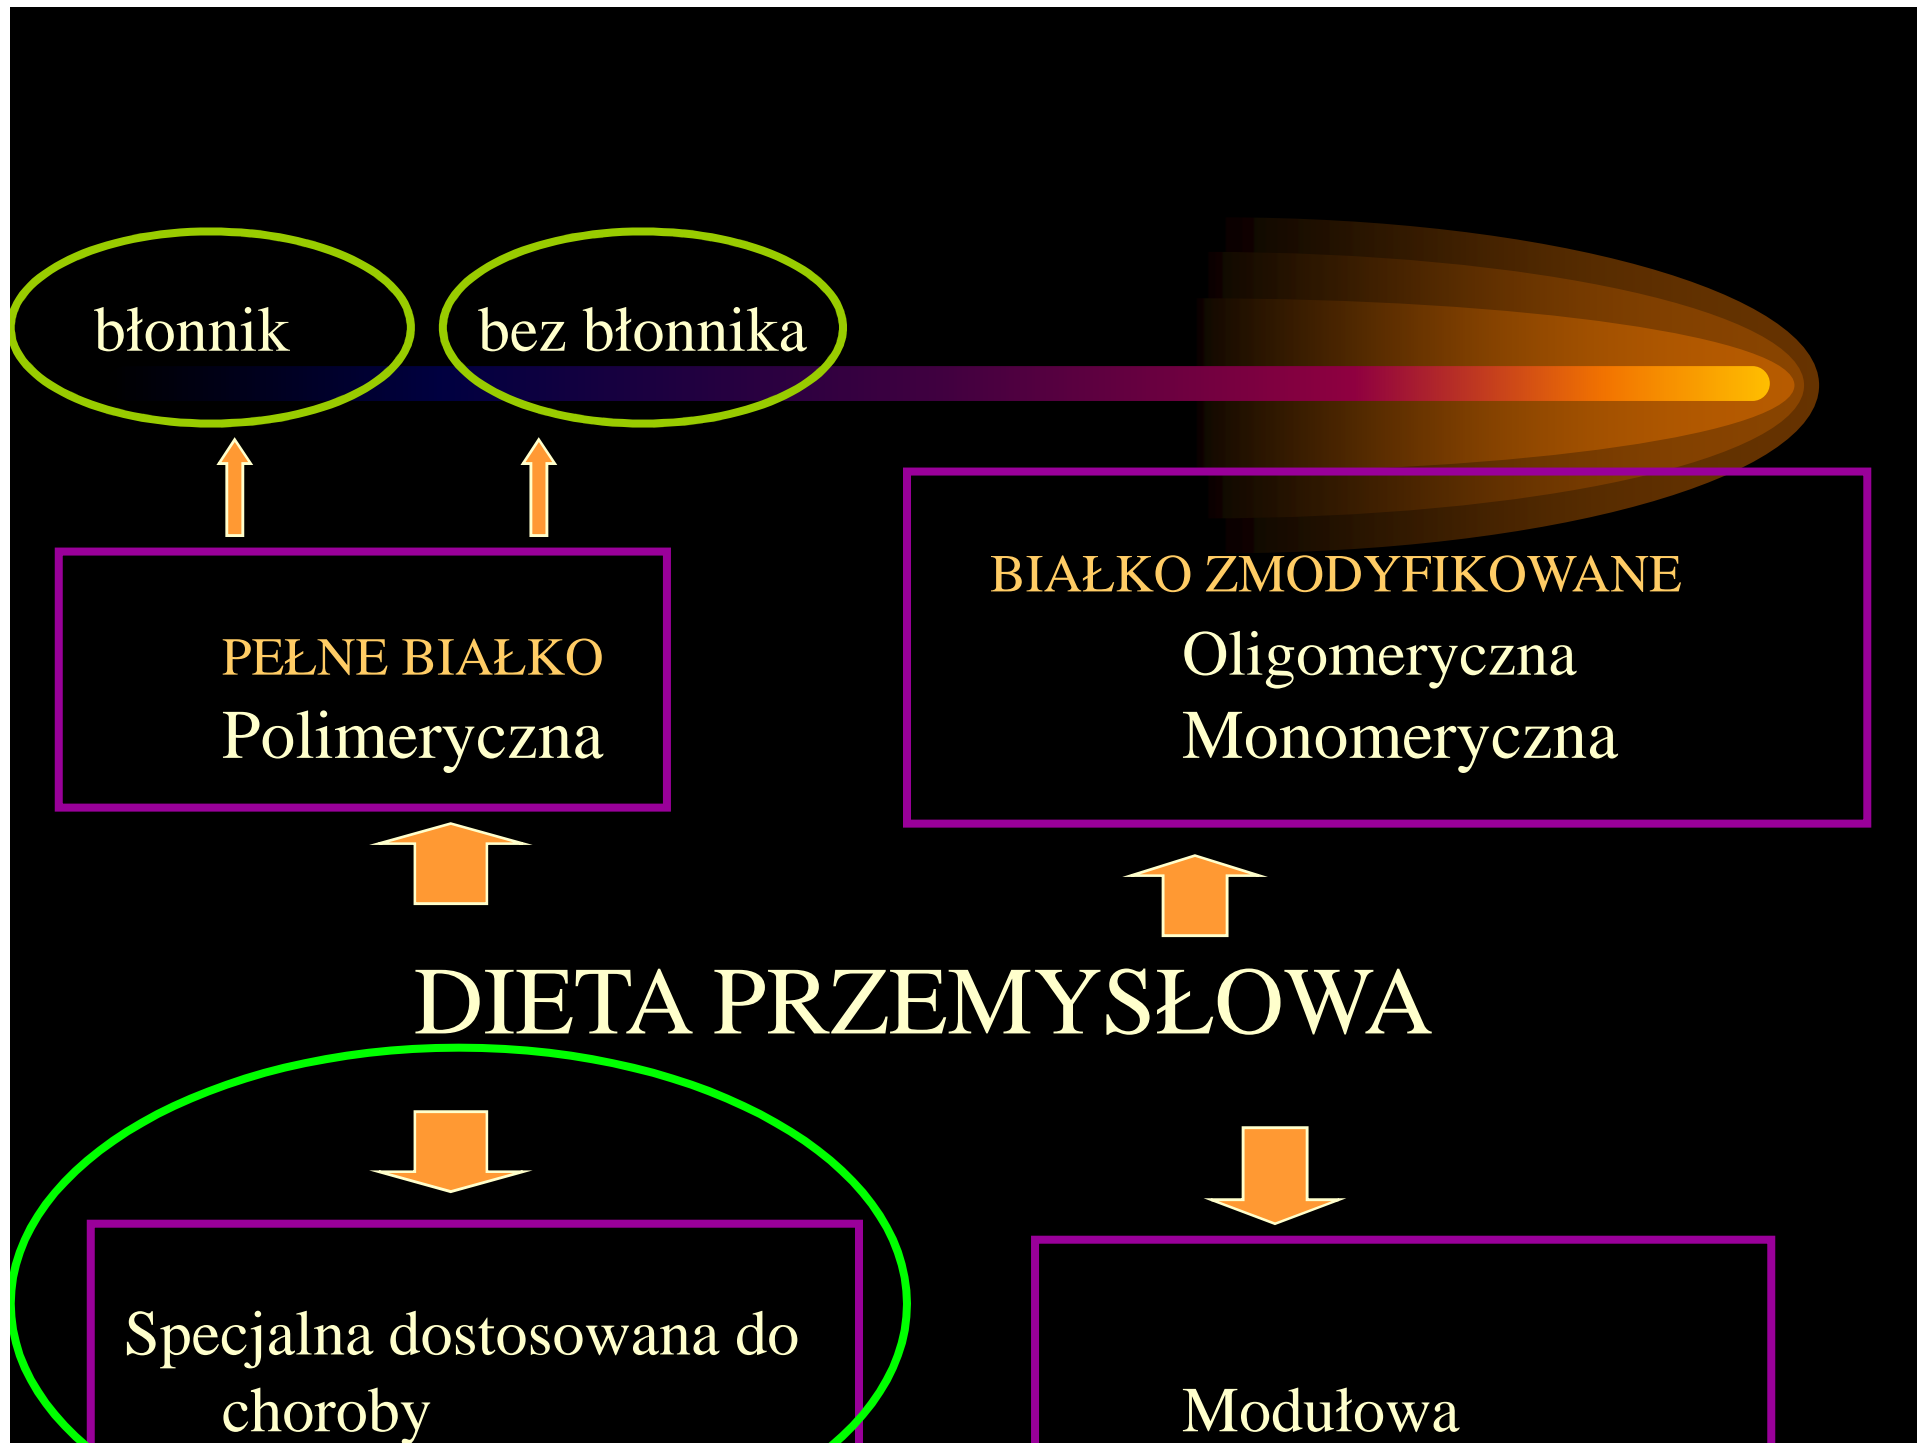 błonnik
bez błonnika
PEŁNE BIAŁKO
Polimeryczna
BIAŁKO ZMODYFIKOWANE
Oligomeryczna
Monomeryczna
DIETA PRZEMYSŁOWA
Specjalna dostosowana do
choroby
Modułowa